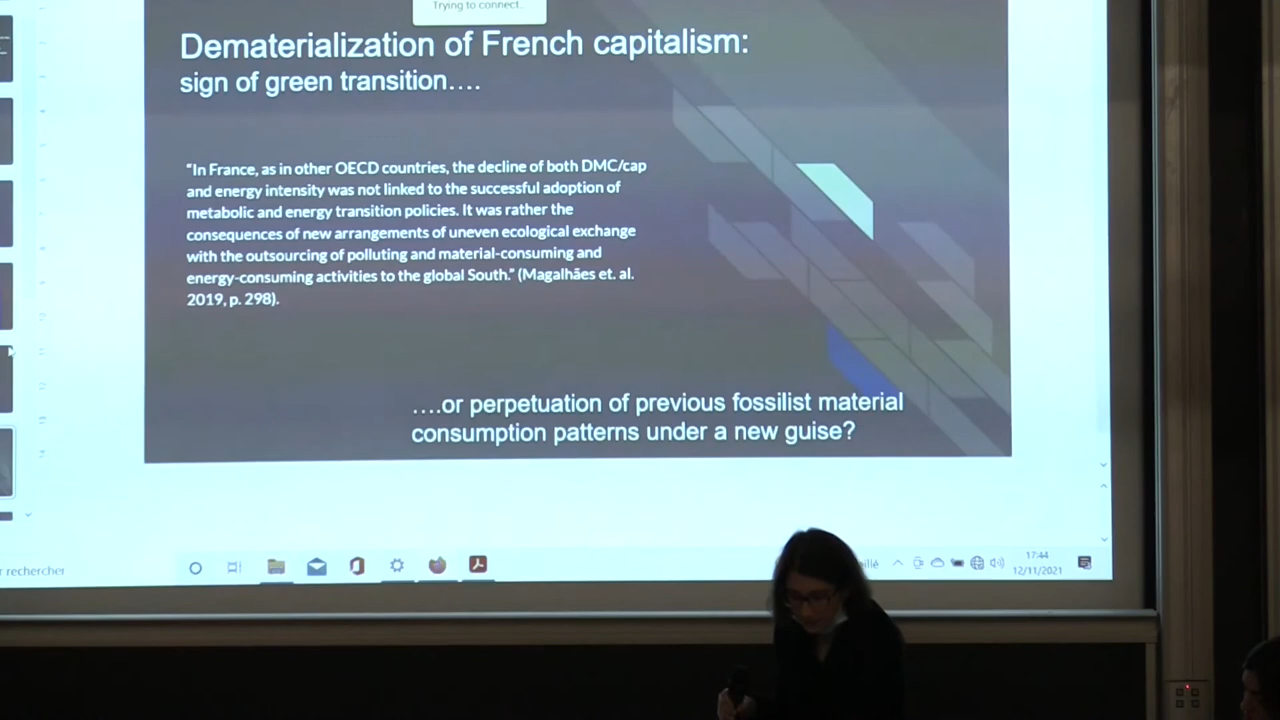 Trying to connect..
Dematerialization of French capitalism:
sign of green transition….
“In France, as in other OECD countries, the decline of both DMC/cap
and energy intensity was not linked to the successful adoption of
metabolic and energy transition policies. It was rather the
consequences of new arrangements of uneven ecological exchange
with the outsourcing of polluting and material-consuming and
energy-consuming activities to the global South.” (Magalhães et. al.
2019, p. 298).
….or perpetuation of previous fossilist material
consumption patterns under a new guise?
r rechercher
17:44
12/11/2021